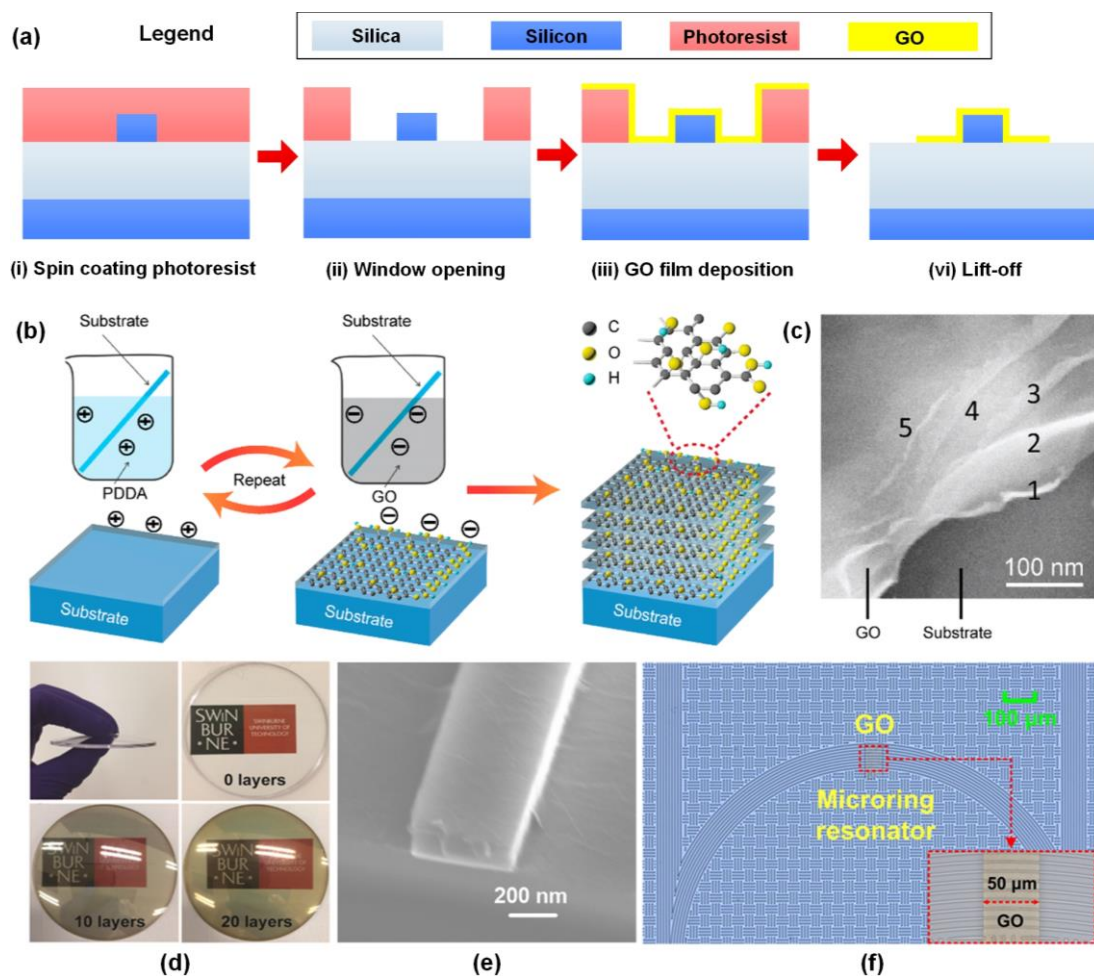 (a)
Legend
Silica
Silicon
Photoresist
GO
(i) Spin coating photoresist
(ii) Window opening
(iii) GO film deposition
(vi) Lift-off
(b)
Substrate
Substrate
PDDA
Repeat
GO
C
O
H
Substrate
Substrate
Substrate
(c)
5
4
3
2
1
100 nm
GO
Substrate
SWIN
BUR
• NE •
SWINBURNE
UNIVERSITY OF
TECHNOLOGY
0 layers
SWIN
BUR
• NE •
10 layers
SWIN
BUR
• NE •
20 layers
(d)
200 nm
(e)
100 µm
GO
Microring
resonator
50 µm
GO
(f)